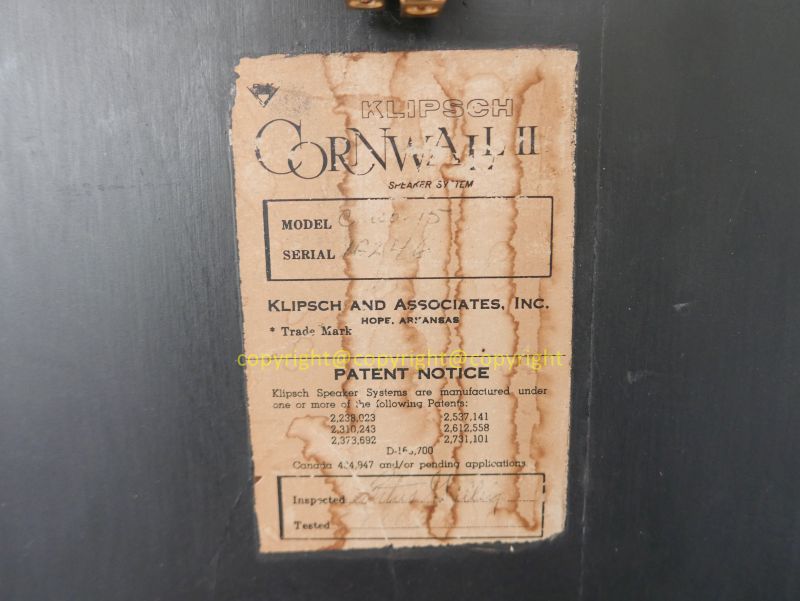 KLIPSCH
CORNWALL II
SPEAKER SYSTEM
MODEL
SERIAL
KLIPSCH AND ASSOCIATES, INC.
HOPE, ARKANSAS
* Trade Mark
copyright@copyright@copyright@copyright
PATENT NOTICE
Klipsch Speaker Systems are manufactured under
one or more of the following Patents:
2,238,023 2,537,141
2,310,243 2,612,558
2,373,692 2,731,101
Canada and/or pending applications
Inspected
Tested